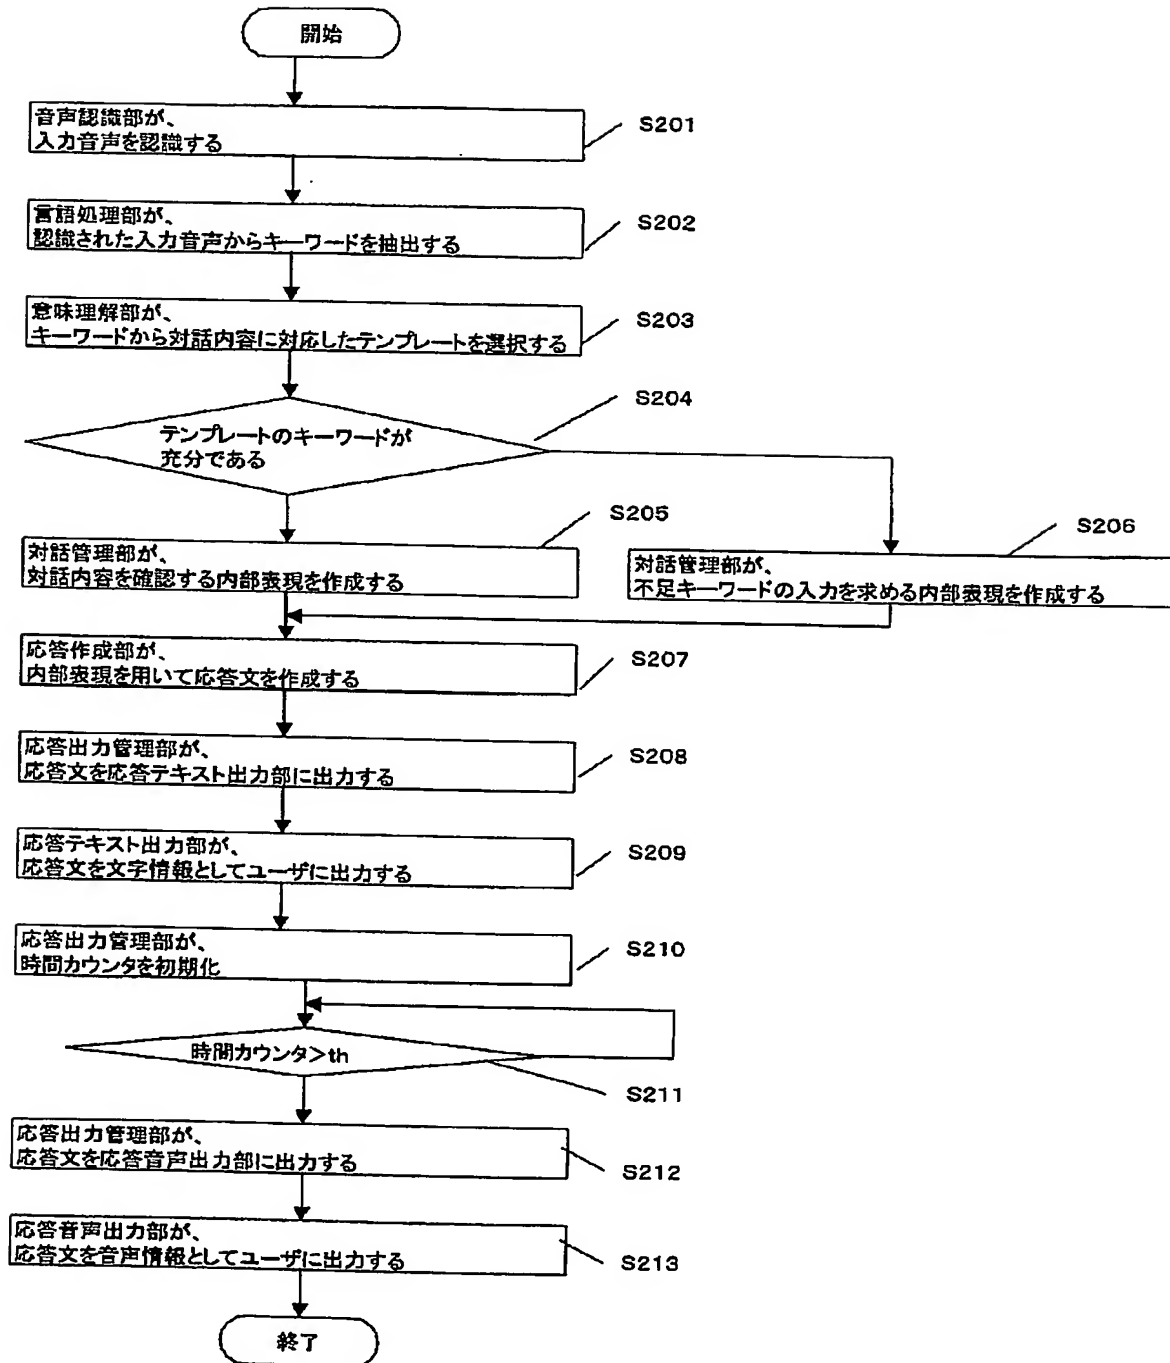 開始
音声認識部が、
入力音声を認識する
S201
言語処理部が、
認識された入力音声からキーワードを抽出する
S202
意味理解部が、
キーワードから対話内容に対応したテンプレートを選択する
S203
テンプレートのキーワードが
充分である
S204
対話管理部が、
対話内容を確認する内部表現を作成する
S205
対話管理部が、
不足キーワードの入力を求める内部表現を作成する
S206
応答作成部が、
内部表現を用いて応答文を作成する
S207
応答出力管理部が、
応答文を応答テキスト出力部に出力する
S208
応答テキスト出力部が、
応答文を文字情報としてユーザに出力する
S209
応答出力管理部が、
時間カウンタを初期化
S210
時間カウンタ>th
S211
応答出力管理部が、
応答文を応答音声出力部に出力する
S212
応答音声出力部が、
応答文を音声情報としてユーザに出力する
S213
終了